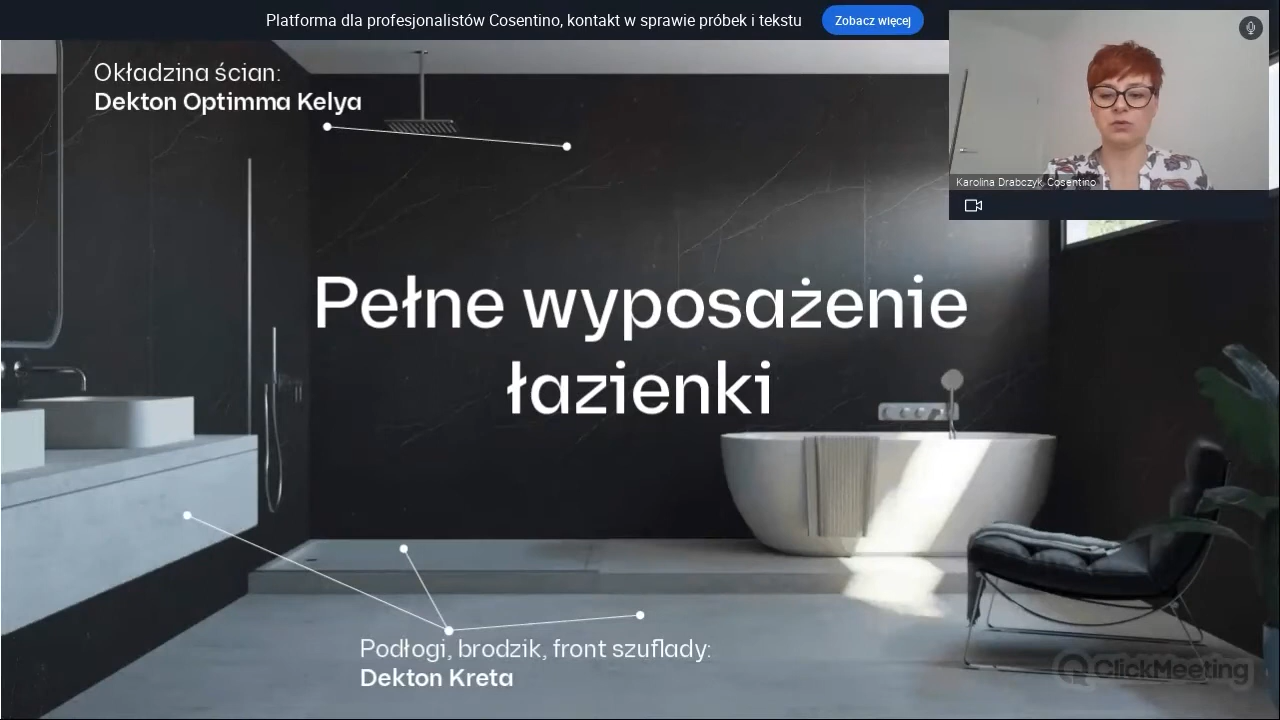 Platforma dla profesjonalistów Cosentino, kontakt w sprawie próbek i tekstu
Zobacz więcej
Karolina Drabczyk, Cosentino
Okładzina ścian:
Dekton Optimma Kelya
Pełne wyposażenie
łazienki
Podłogi, brodzik, front szuflady:
Dekton Kreta
ClickMeeting